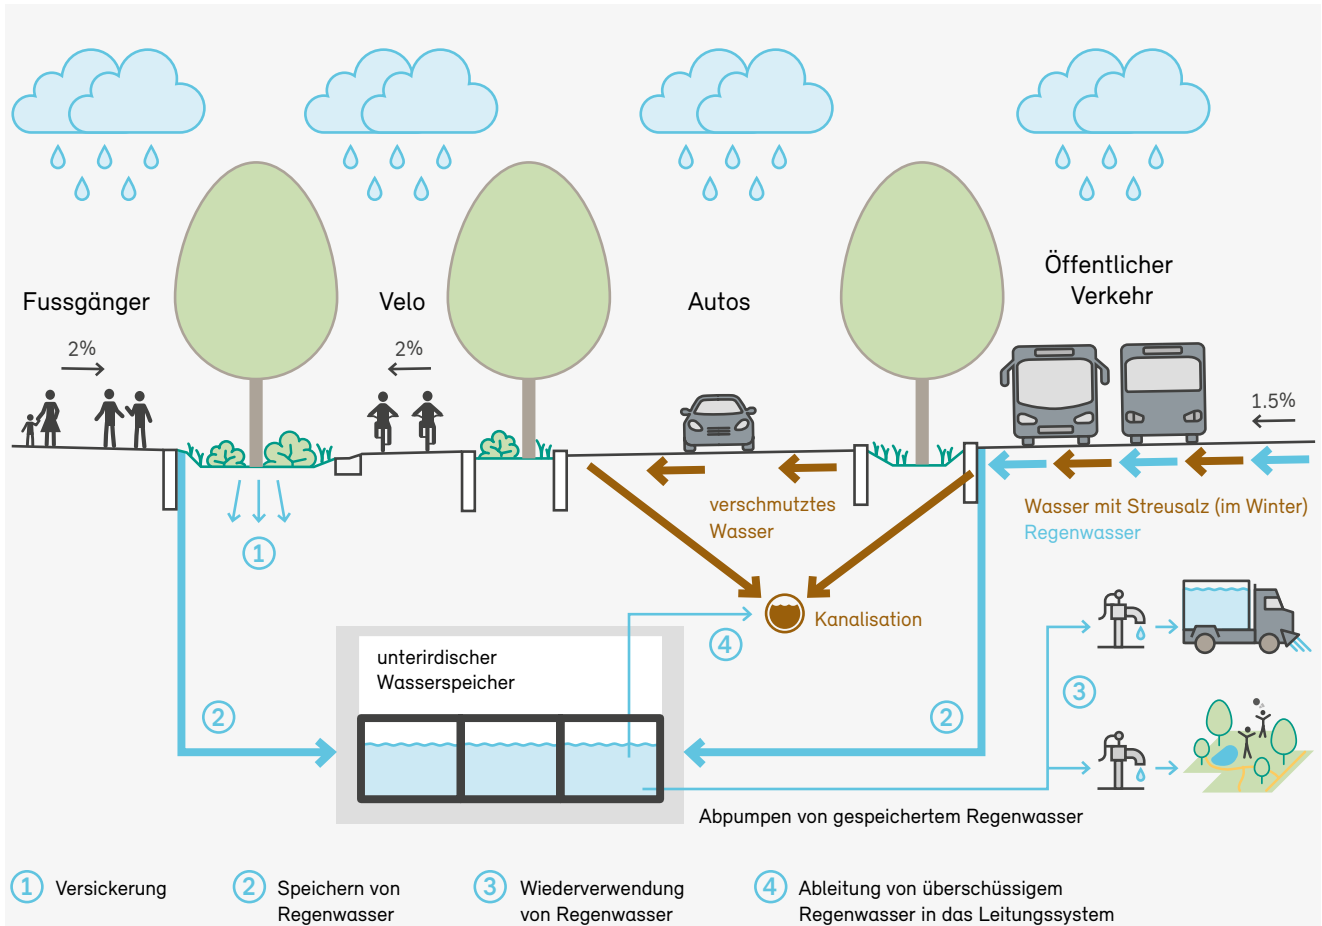 Öffentlicher
Verkehr
Fussgänger
Velo
Autos
2%
2%
1.5%
verschmutztes
Wasser
Wasser mit Streusalz (im Winter)
Regenwasser
1
Kanalisation
4
unterirdischer
Wasserspeicher
2
2
3
Abpumpen von gespeichertem Regenwasser
1 Versickerung
2 Speichern von
Regenwasser
3 Wiederverwendung
von Regenwasser
4 Ableitung von überschüssigem
Regenwasser in das Leitungssystem